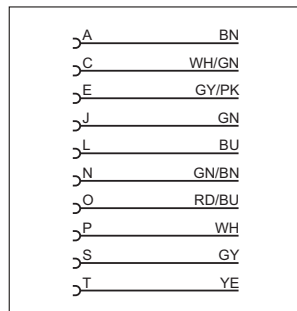 A BN
C WH/GN
E GY/PK
J GN
L BU
N GN/BN
O RD/BU
P WH
S GY
T YE